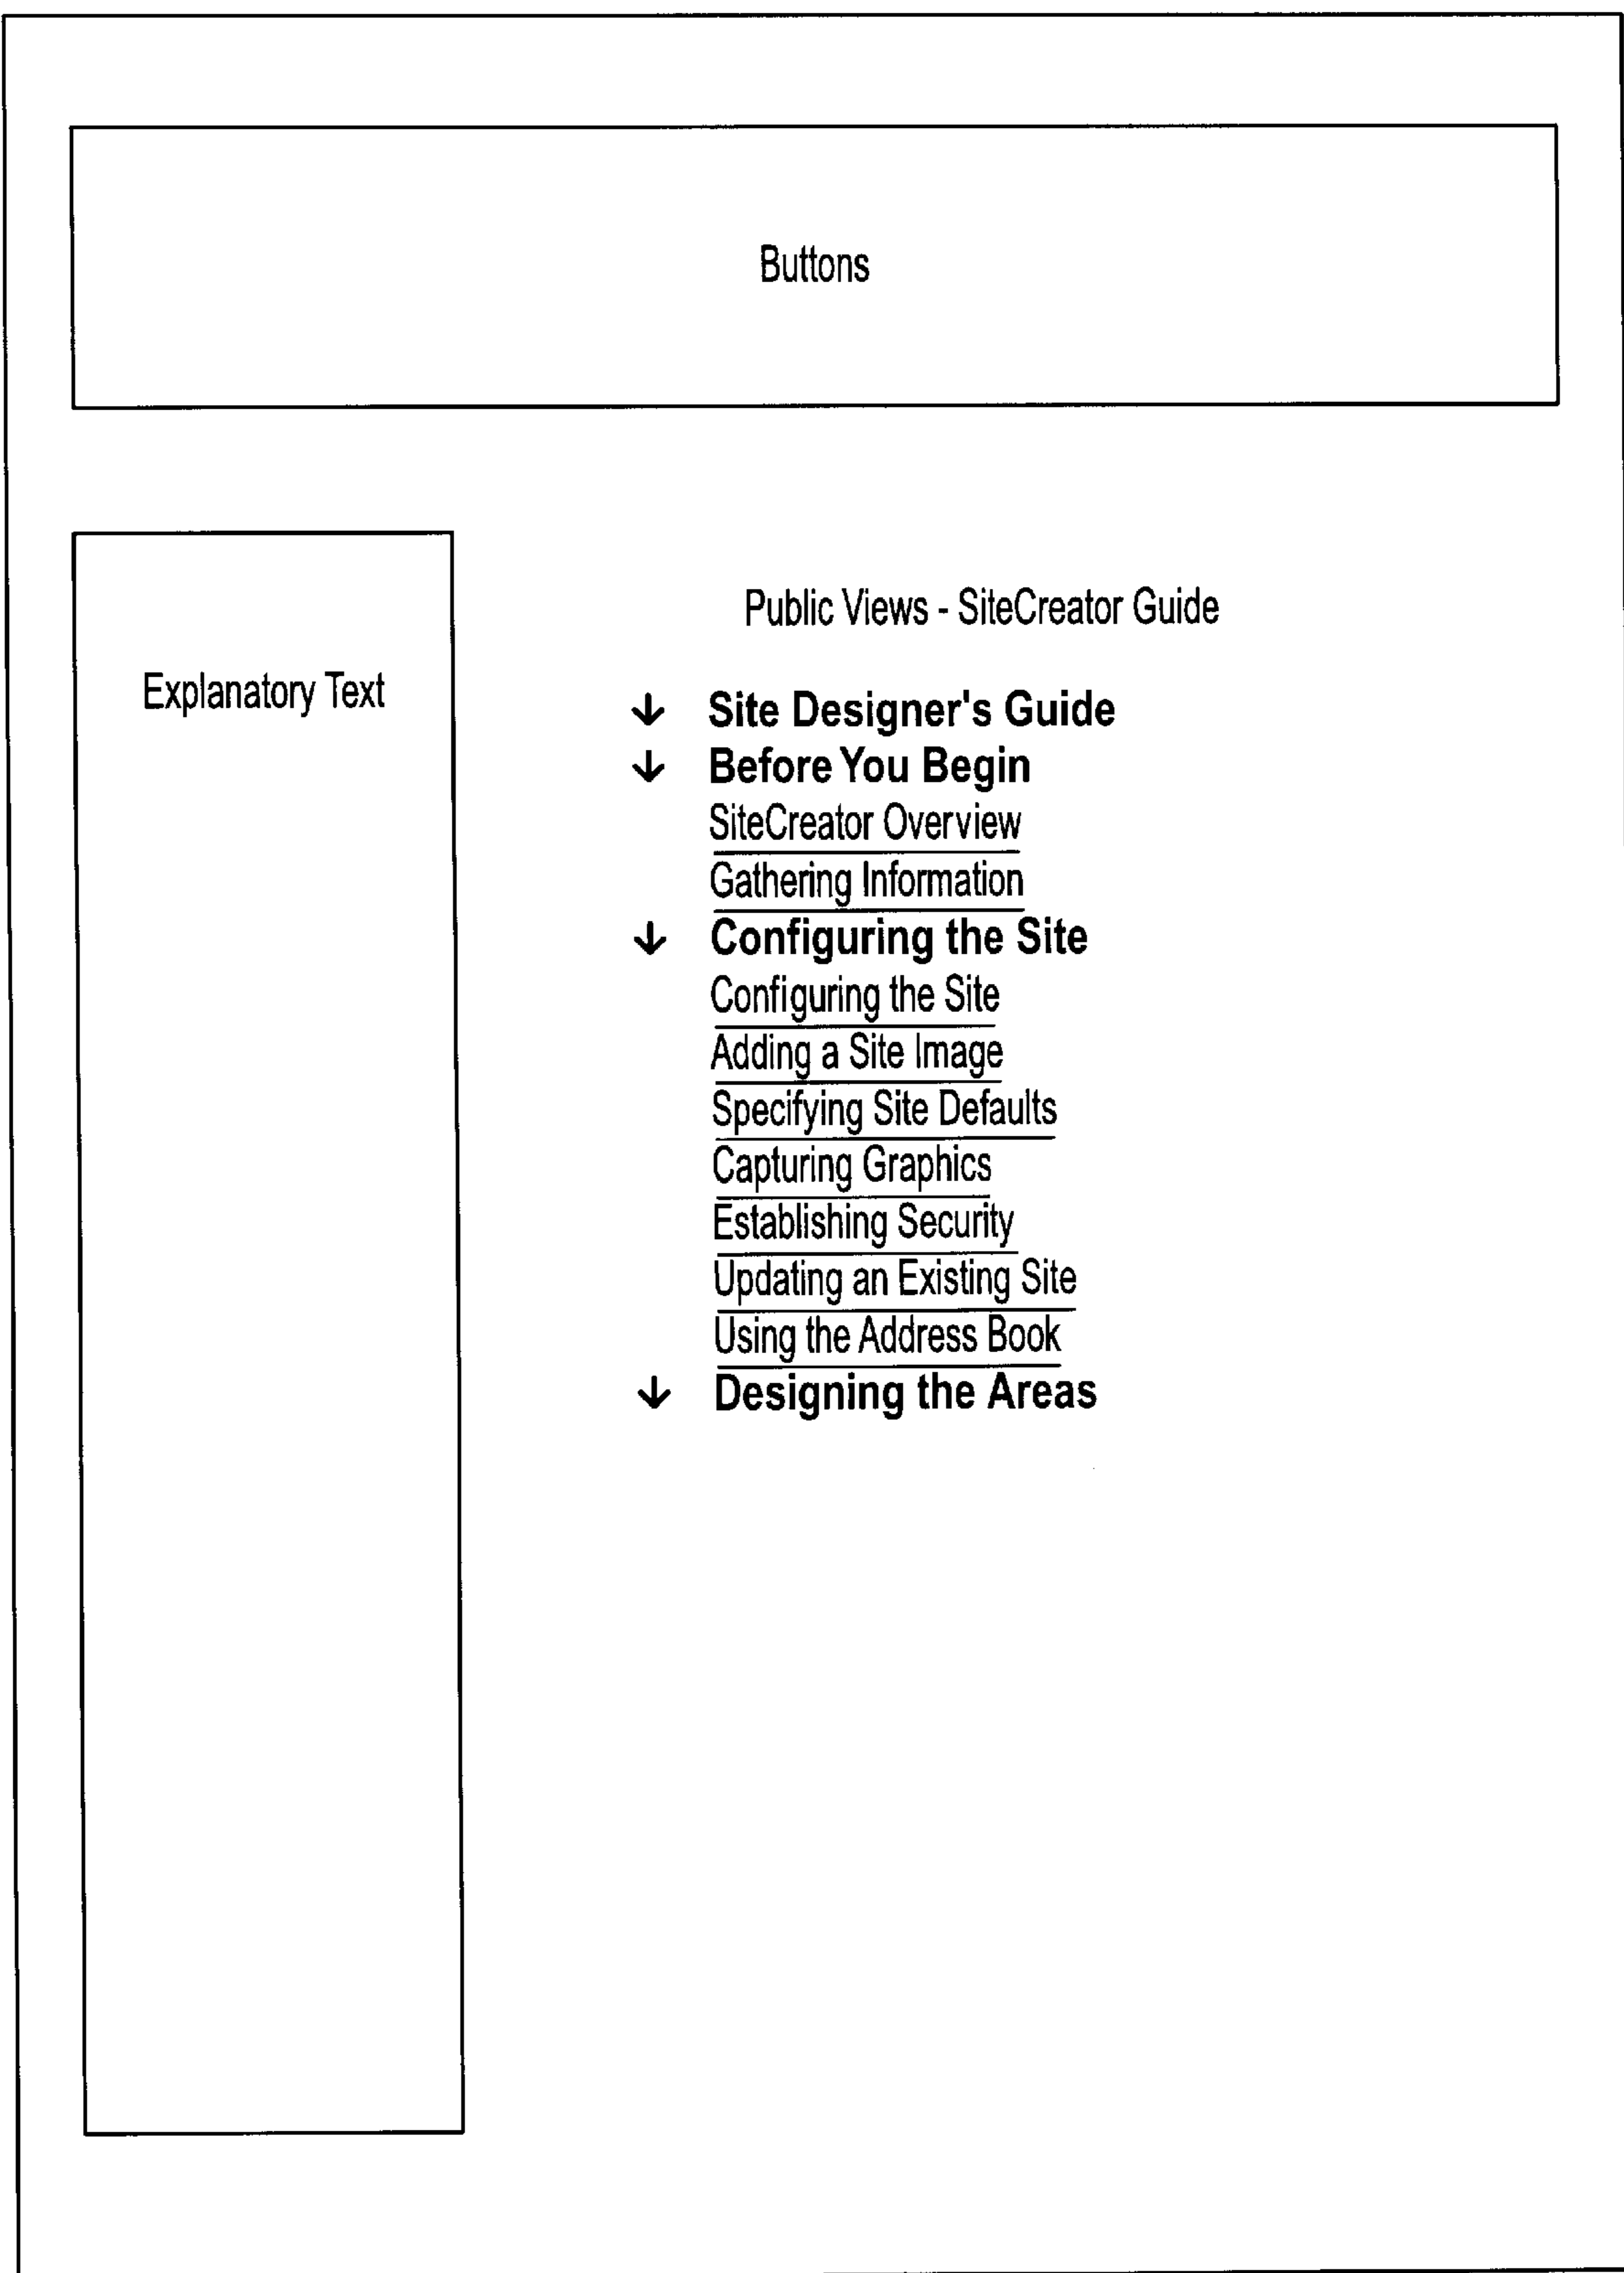 Buttons
Explanatory Text
Public Views - SiteCreator Guide
↓ Site Designer's Guide
↓ Before You Begin
SiteCreator Overview
Gathering Information
↓ Configuring the Site
Configuring the Site
Adding a Site Image
Specifying Site Defaults
Capturing Graphics
Establishing Security
Updating an Existing Site
Using the Address Book
↓ Designing the Areas